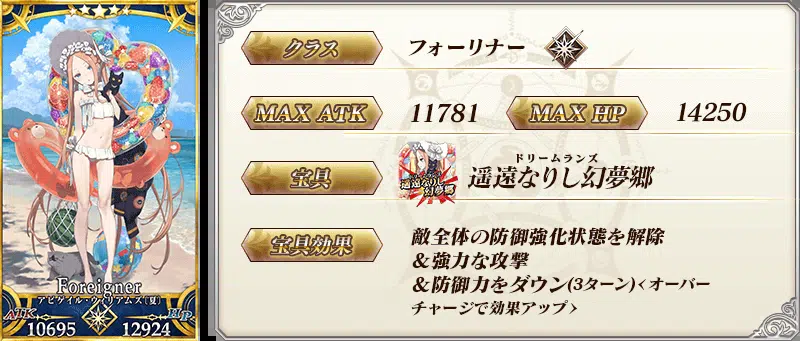 Foreigner
アビゲイル・ウィリアムズ〔夏〕
ATK 10695 12924 HP
クラス フォーリナー
MAX ATK 11781 MAX HP 14250
ドリームランズ
宝具 遥遠なりし幻夢郷 遥遠なりし幻夢郷
宝具効果 敵全体の防御強化状態を解除
&強力な攻撃
&防御力をダウン(3ターン)<オーバー
チャージで効果アップ>